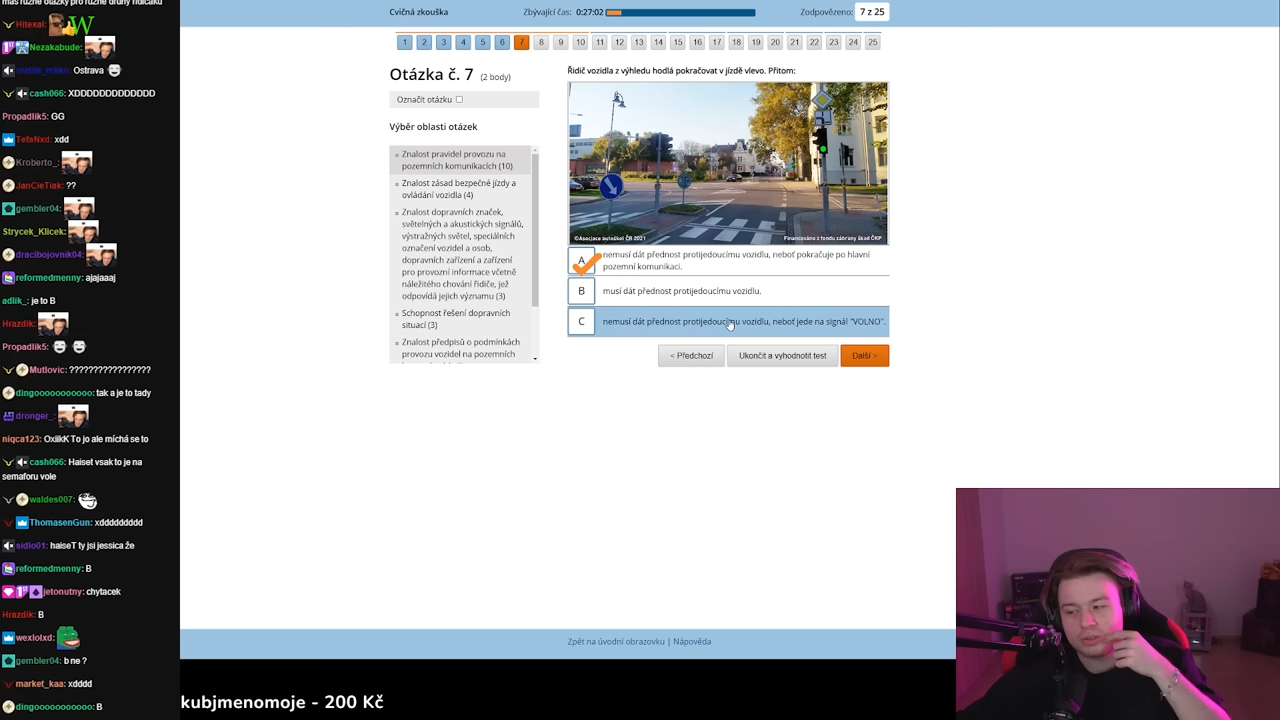 máš různé otázky pro různé druhy řidičáků
Hitexal:
Nezakabude:
Ostrava
cash066: XDDDDDDDDDDDDD
Propadlik5: GG
TefaNxd: xdd
Kroberto_:
JanCieTiak: ??
gembler04:
Strycek_Klicek:
dracibojovnik04:
reformedmenny: ajajaaaj
adlik_: je to B
Hrazdik:
Propadlik5:
Mutlovic: ?????????????????
dingooooooooooo: tak a je to tady
dronger_:
niqca123: OxiikK To jo ale míchá se to
cash066: Haiset vsak to je na
semaforu vole
waldes007:
ThomasenGun: xddddddddd
sidlo01: haiseT ty jsi jessica že
reformedmenny: B
jetonutny: chytacek
Hrazdik: B
wexlolxd:
gembler04: b ne ?
market_kaa: xdddd
dingooooooooooo: B
Cvičná zkouška
Zbývající čas: 0:27:02
Zodpovězeno: 7 z 25
1 2 3 4 5 6 7 8 9 10 11 12 13 14 15 16 17 18 19 20 21 22 23 24 25
Otázka č. 7 (2 body)
Označit otázku
Výběr oblasti otázek
Znalost pravidel provozu na
pozemních komunikacích (10)
Znalost zásad bezpečné jízdy a
ovládání vozidla (4)
Znalost dopravních značek,
světelných a akustických signálů,
výstražných světel, speciálních
označení vozidel a osob,
dopravních zařízení a zařízení
pro provozní informace včetně
náležitého chování řidiče, jež
odpovídá jejich významu (3)
Schopnost řešení dopravních
situací (3)
Znalost předpisů o podmínkách
provozu vozidel na pozemních
Řidič vozidla z výhledu hodlá pokračovat v jízdě vlevo. Přitom:
©Asociace autoškol ČR 2021
Financováno z fondu zábrany škod ČKP
A
nemusí dát přednost protijedoucímu vozidlu, neboť pokračuje po hlavní
pozemní komunikaci.
B
musí dát přednost protijedoucímu vozidlu.
C
nemusí dát přednost protijedoucímu vozidlu, neboť jede na signál "VOLNO".
< Předchozí
Ukončit a vyhodnotit test
Další >
Zpět na úvodní obrazovku | Nápověda
kubjmenomoje - 200 Kč